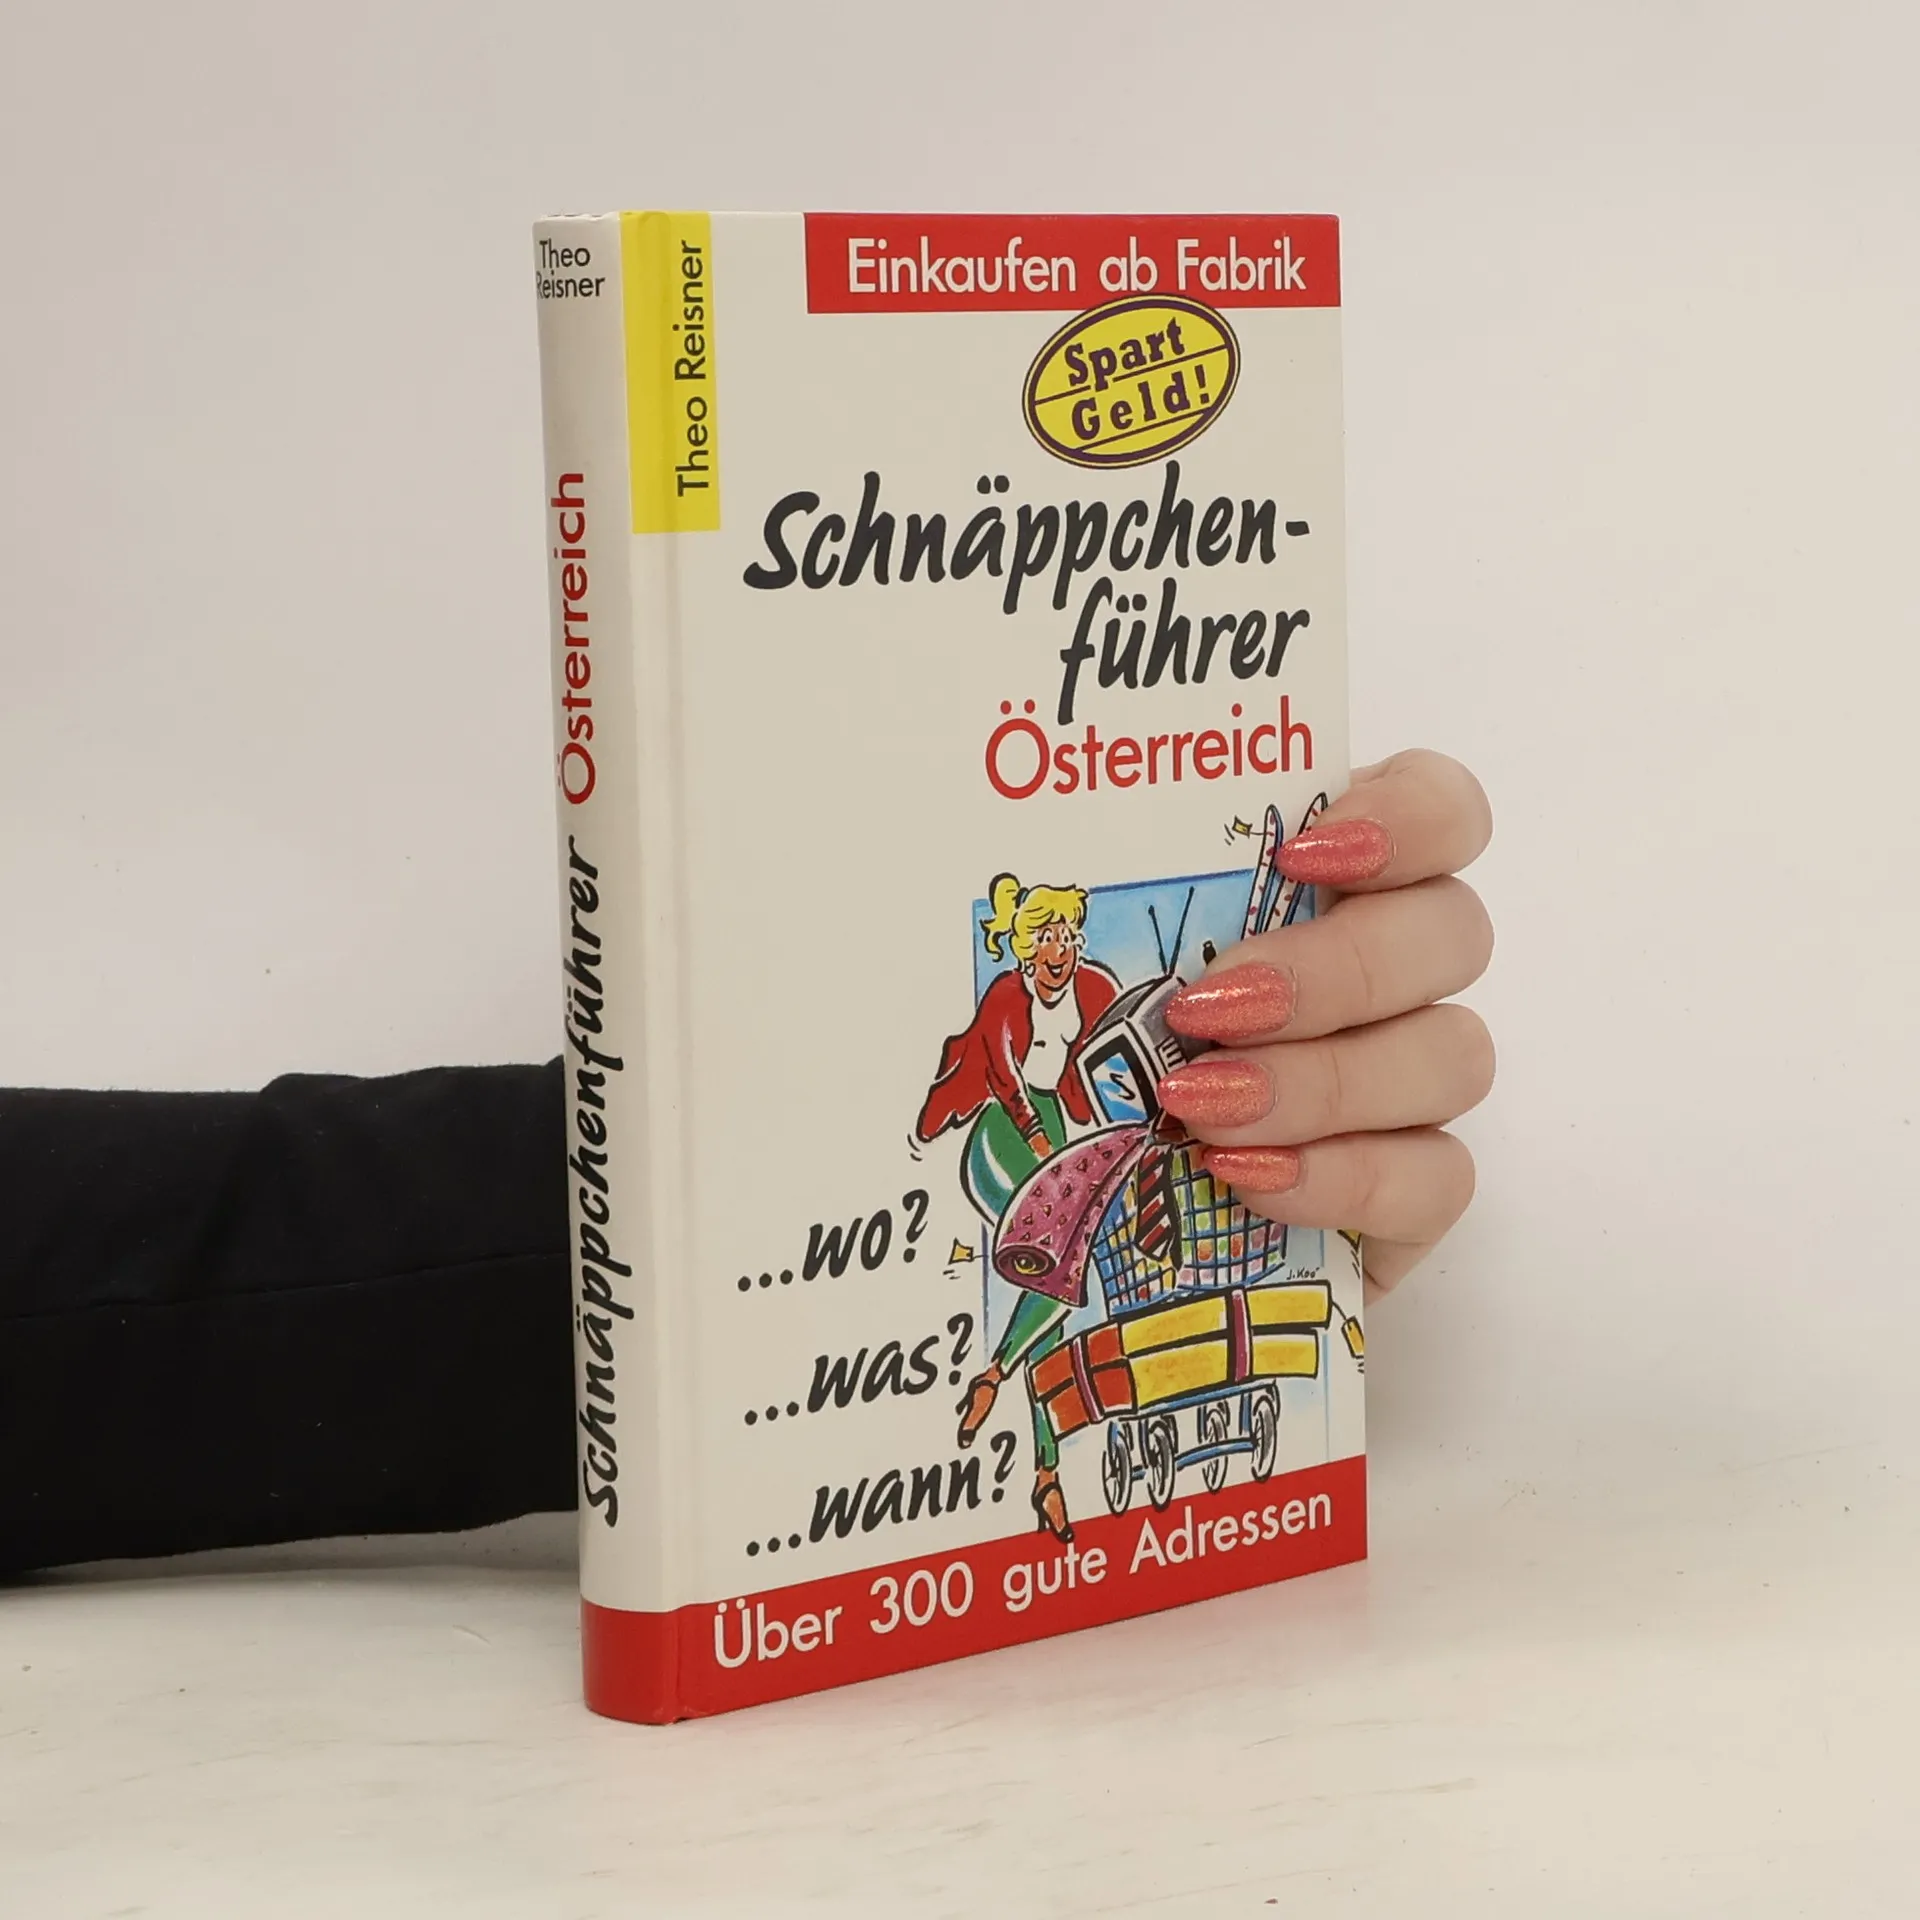 Theo
Reisner
Schnäppchenführer Österreich
Theo Reisner
Einkaufen ab Fabrik
Spart
Geld!
Schnäppchen-
führer
Österreich
...wo?
...was?
...wann?
J. Koo
Über 300 gute Adressen